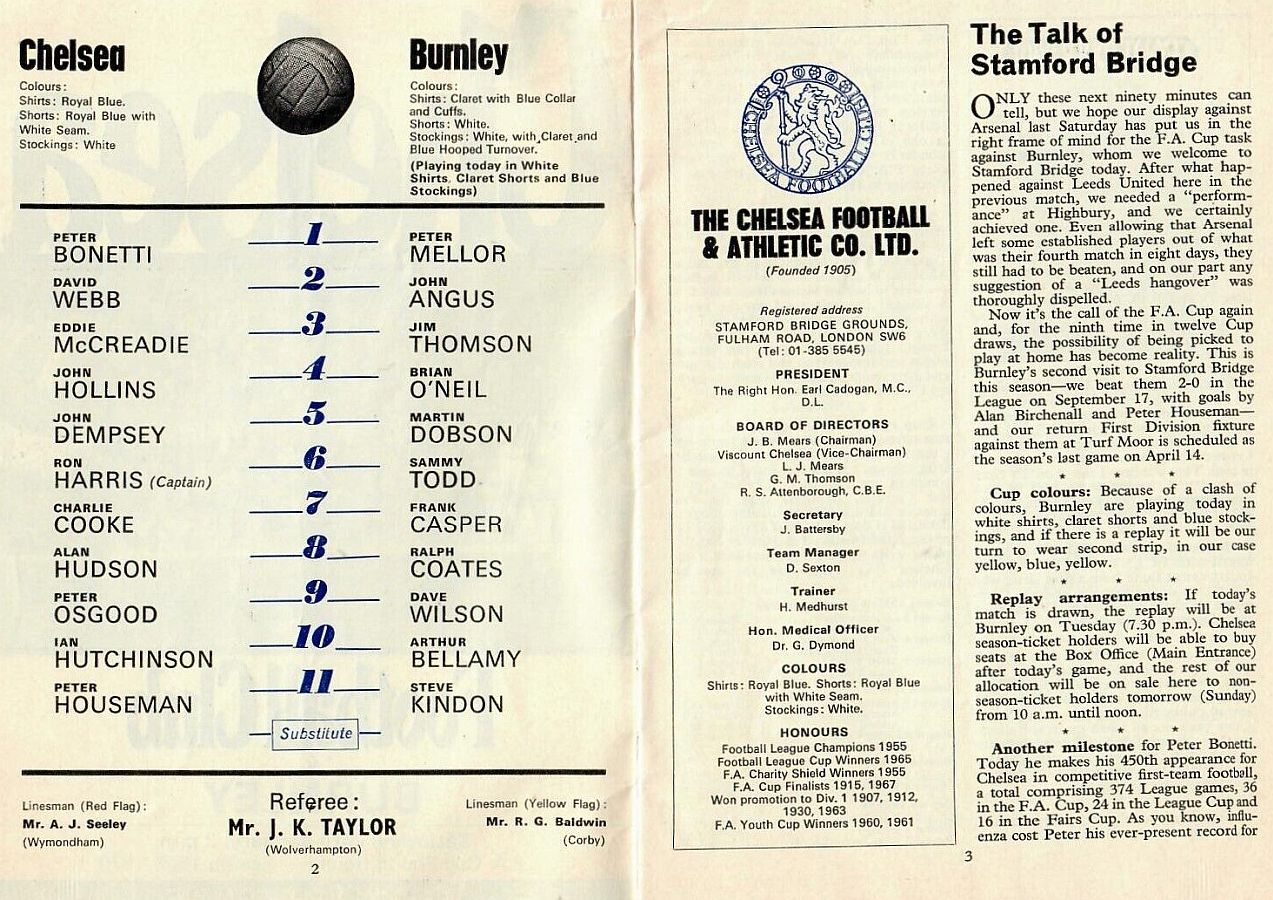 Chelsea
Colours:
Shirts: Royal Blue.
Shorts: Royal Blue with
White Seam.
Stockings: White
Burnley
Colours:
Shirts: Claret with Blue Collar
and Cuffs.
Shorts: White.
Stockings: White, with Claret and
Blue Hooped Turnover.
(Playing today in White
Shirts, Claret Shorts and Blue
Stockings)
PETER 1 PETER
BONETTI MELLOR
DAVID 2 JOHN
WEBB ANGUS
EDDIE 3 JIM
McCREADIE THOMSON
JOHN 4 BRIAN
HOLLINS O'NEIL
JOHN 5 MARTIN
DEMPSEY DOBSON
RON 6 SAMMY
HARRIS (Captain) TODD
CHARLIE 7 FRANK
COOKE CASPER
ALAN 8 RALPH
HUDSON COATES
PETER 9 DAVE
OSGOOD WILSON
IAN 10 ARTHUR
HUTCHINSON BELLAMY
PETER 11 STEVE
HOUSEMAN KINDON
Substitute
Linesman (Red Flag):
Mr. A. J. Seeley
(Wymondham)
Referee:
Mr. J. K. TAYLOR
(Wolverhampton)
Linesman (Yellow Flag):
Mr. R. G. Baldwin
(Corby)
2
CHELSEA FOOTBALL CLUB
THE CHELSEA FOOTBALL
& ATHLETIC CO. LTD.
(Founded 1905)
Registered address
STAMFORD BRIDGE GROUNDS,
FULHAM ROAD, LONDON SW6
(Tel: 01-385 5545)
PRESIDENT
The Right Hon. Earl Cadogan, M.C.,
D.L.
BOARD OF DIRECTORS
J. B. Mears (Chairman)
Viscount Chelsea (Vice-Chairman)
L. J. Mears
G. M. Thomson
R. S. Attenborough, C.B.E.
Secretary
J. Battersby
Team Manager
D. Sexton
Trainer
H. Medhurst
Hon. Medical Officer
Dr. G. Dymond
COLOURS
Shirts: Royal Blue. Shorts: Royal Blue
with White Seam.
Stockings: White.
HONOURS
Football League Champions 1955
Football League Cup Winners 1965
F.A. Charity Shield Winners 1955
F.A. Cup Finalists 1915, 1967
Won promotion to Div. 1 1907, 1912,
1930, 1963
F.A. Youth Cup Winners 1960, 1961
The Talk of
Stamford Bridge
ONLY these next ninety minutes can
tell, but we hope our display against
Arsenal last Saturday has put us in the
right frame of mind for the F.A. Cup task
against Burnley, whom we welcome to
Stamford Bridge today. After what hap-
pened against Leeds United here in the
previous match, we needed a "perform-
ance" at Highbury, and we certainly
achieved one. Even allowing that Arsenal
left some established players out of what
was their fourth match in eight days, they
still had to be beaten, and on our part any
suggestion of a "Leeds hangover" was
thoroughly dispelled.
Now it's the call of the F.A. Cup again
and, for the ninth time in twelve Cup
draws, the possibility of being picked to
play at home has become reality. This is
Burnley's second visit to Stamford Bridge
this season—we beat them 2-0 in the
League on September 17, with goals by
Alan Birchenall and Peter Houseman—
and our return First Division fixture
against them at Turf Moor is scheduled as
the season's last game on April 14.
* * *
Cup colours: Because of a clash of
colours, Burnley are playing today in
white shirts, claret shorts and blue stock-
ings, and if there is a replay it will be our
turn to wear second strip, in our case
yellow, blue, yellow.
* * *
Replay arrangements: If today's
match is drawn, the replay will be at
Burnley on Tuesday (7.30 p.m.). Chelsea
season-ticket holders will be able to buy
seats at the Box Office (Main Entrance)
after today's game, and the rest of our
allocation will be on sale here to non-
season-ticket holders tomorrow (Sunday)
from 10 a.m. until noon.
* * *
Another milestone for Peter Bonetti.
Today he makes his 450th appearance for
Chelsea in competitive first-team football,
a total comprising 374 League games, 36
in the F.A. Cup, 24 in the League Cup and
16 in the Fairs Cup. As you know, influ-
enza cost Peter his ever-present record for
3